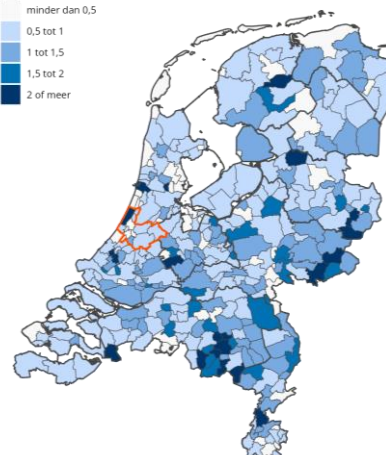 minder dan 0,5
0,5 tot 1
1 tot 1,5
1,5 tot 2
2 of meer